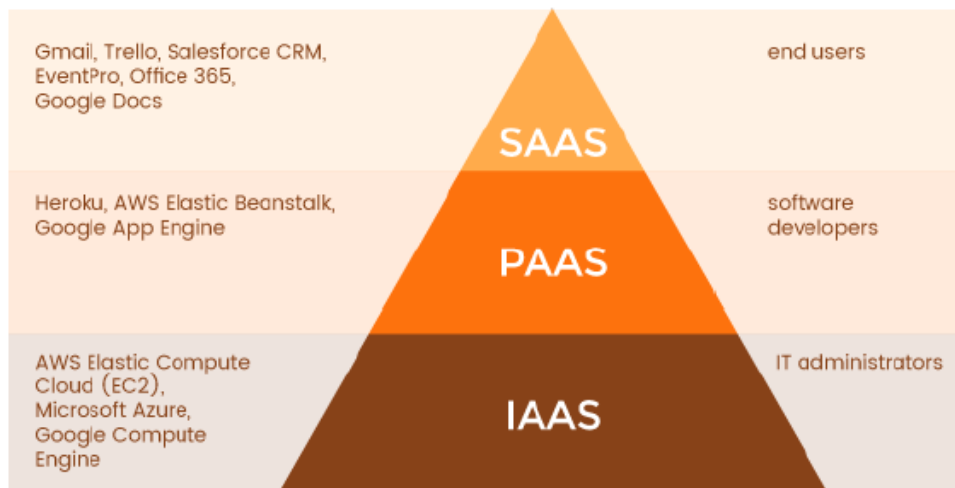 Gmail, Trello, Salesforce CRM,
EventPro, Office 365,
Google Docs
SAAS
end users
Heroku, AWS Elastic Beanstalk,
Google App Engine
PAAS
software
developers
AWS Elastic Compute
Cloud (EC2),
Microsoft Azure,
Google Compute
Engine
IAAS
IT administrators